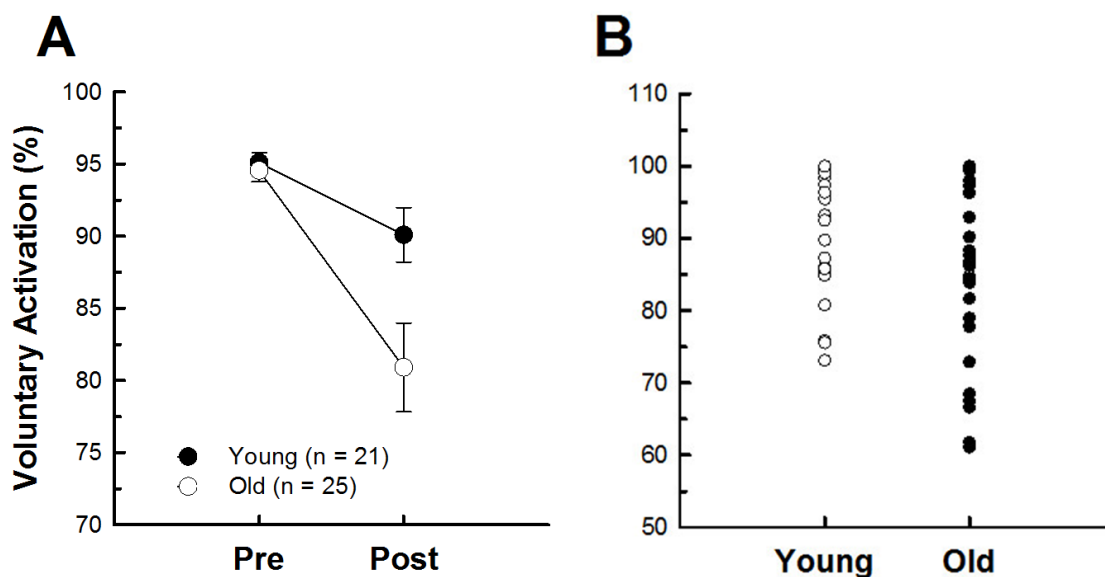 A
Voluntary Activation (%)
100
95
90
85
80
75
70
Young (n = 21)
Old (n = 25)
Pre Post
B
110
100
90
80
70
60
50
Young Old